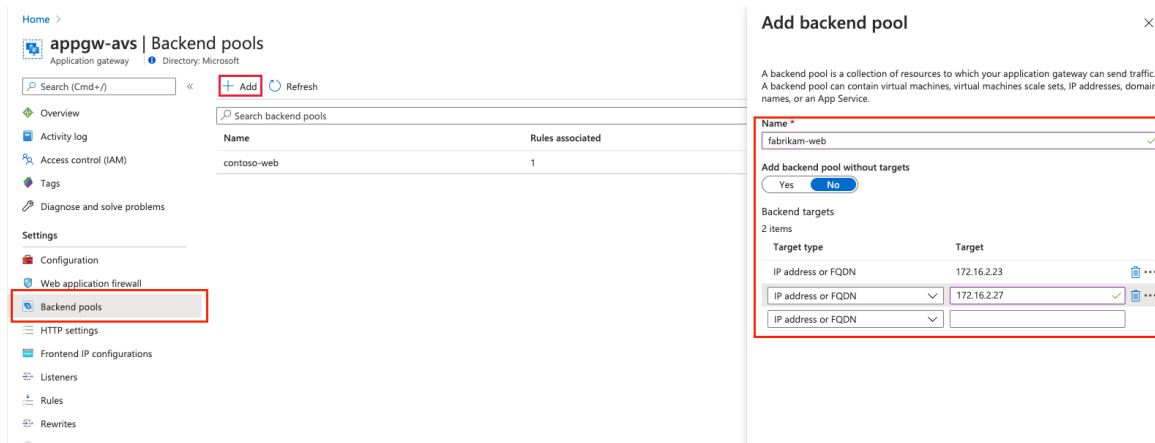 Home >
appgw-avs | Backend pools
Application gateway Directory: Microsoft
Search (Cmd+/) «
Overview
Activity log
Access control (IAM)
Tags
Diagnose and solve problems
Settings
Configuration
Web application firewall
Backend pools
HTTP settings
Frontend IP configurations
Listeners
Rules
Rewrites
+ Add Refresh
Search backend pools
Name Rules associated
contoso-web 1
Add backend pool ×
A backend pool is a collection of resources to which your application gateway can send traffic.
A backend pool can contain virtual machines, virtual machines scale sets, IP addresses, domain
names, or an App Service.
Name *
fabrikam-web
Add backend pool without targets
Yes No
Backend targets
2 items
Target type Target
IP address or FQDN 172.16.2.23 •••
IP address or FQDN 172.16.2.27 •••
IP address or FQDN